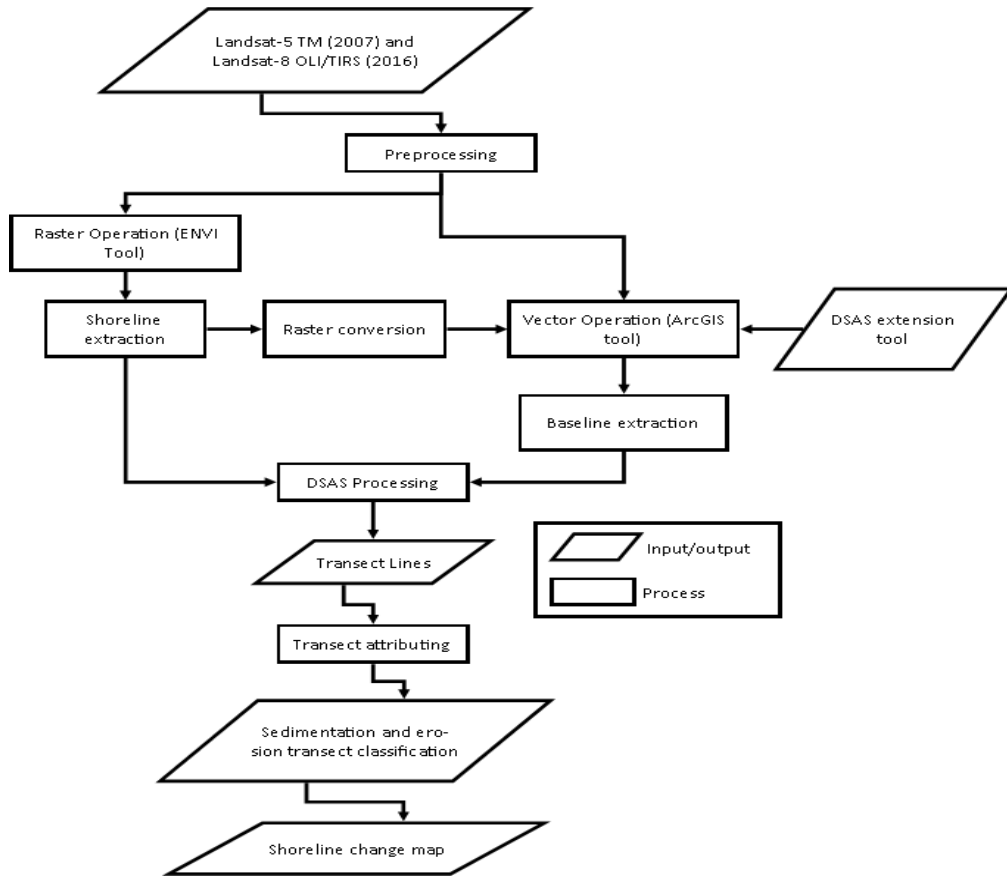 Landsat-5 TM (2007) and
Landsat-8 OLI/TIRS (2016)
Preprocessing
Raster Operation (ENVI
Tool)
Shoreline
extraction
Raster conversion
Vector Operation (ArcGIS
tool)
DSAS extension
tool
Baseline extraction
DSAS Processing
Transect Lines
Input/output
Process
Transect attributing
Sedimentation and ero-
sion transect classification
Shoreline change map